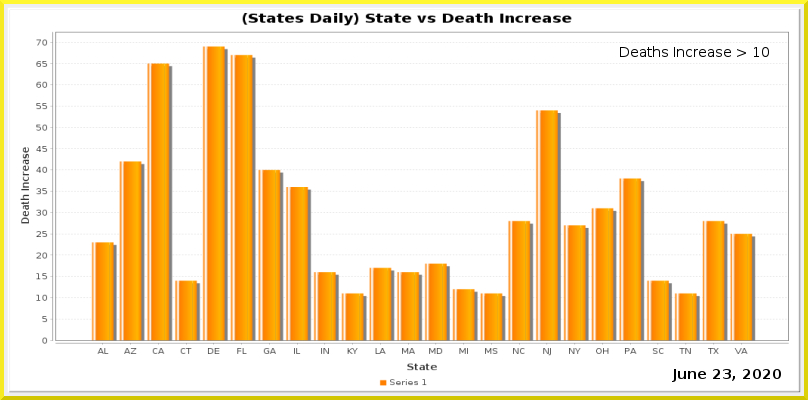 (States Daily) State vs Death Increase
Deaths Increase > 10
70
65
60
55
50
45
40
35
30
25
20
15
10
5
0
Death Increase
AL AZ CA CT DE FL GA IL IN KY LA MA MD MI MS NC NJ NY OH PA SC TN TX VA
State
Series 1
June 23, 2020